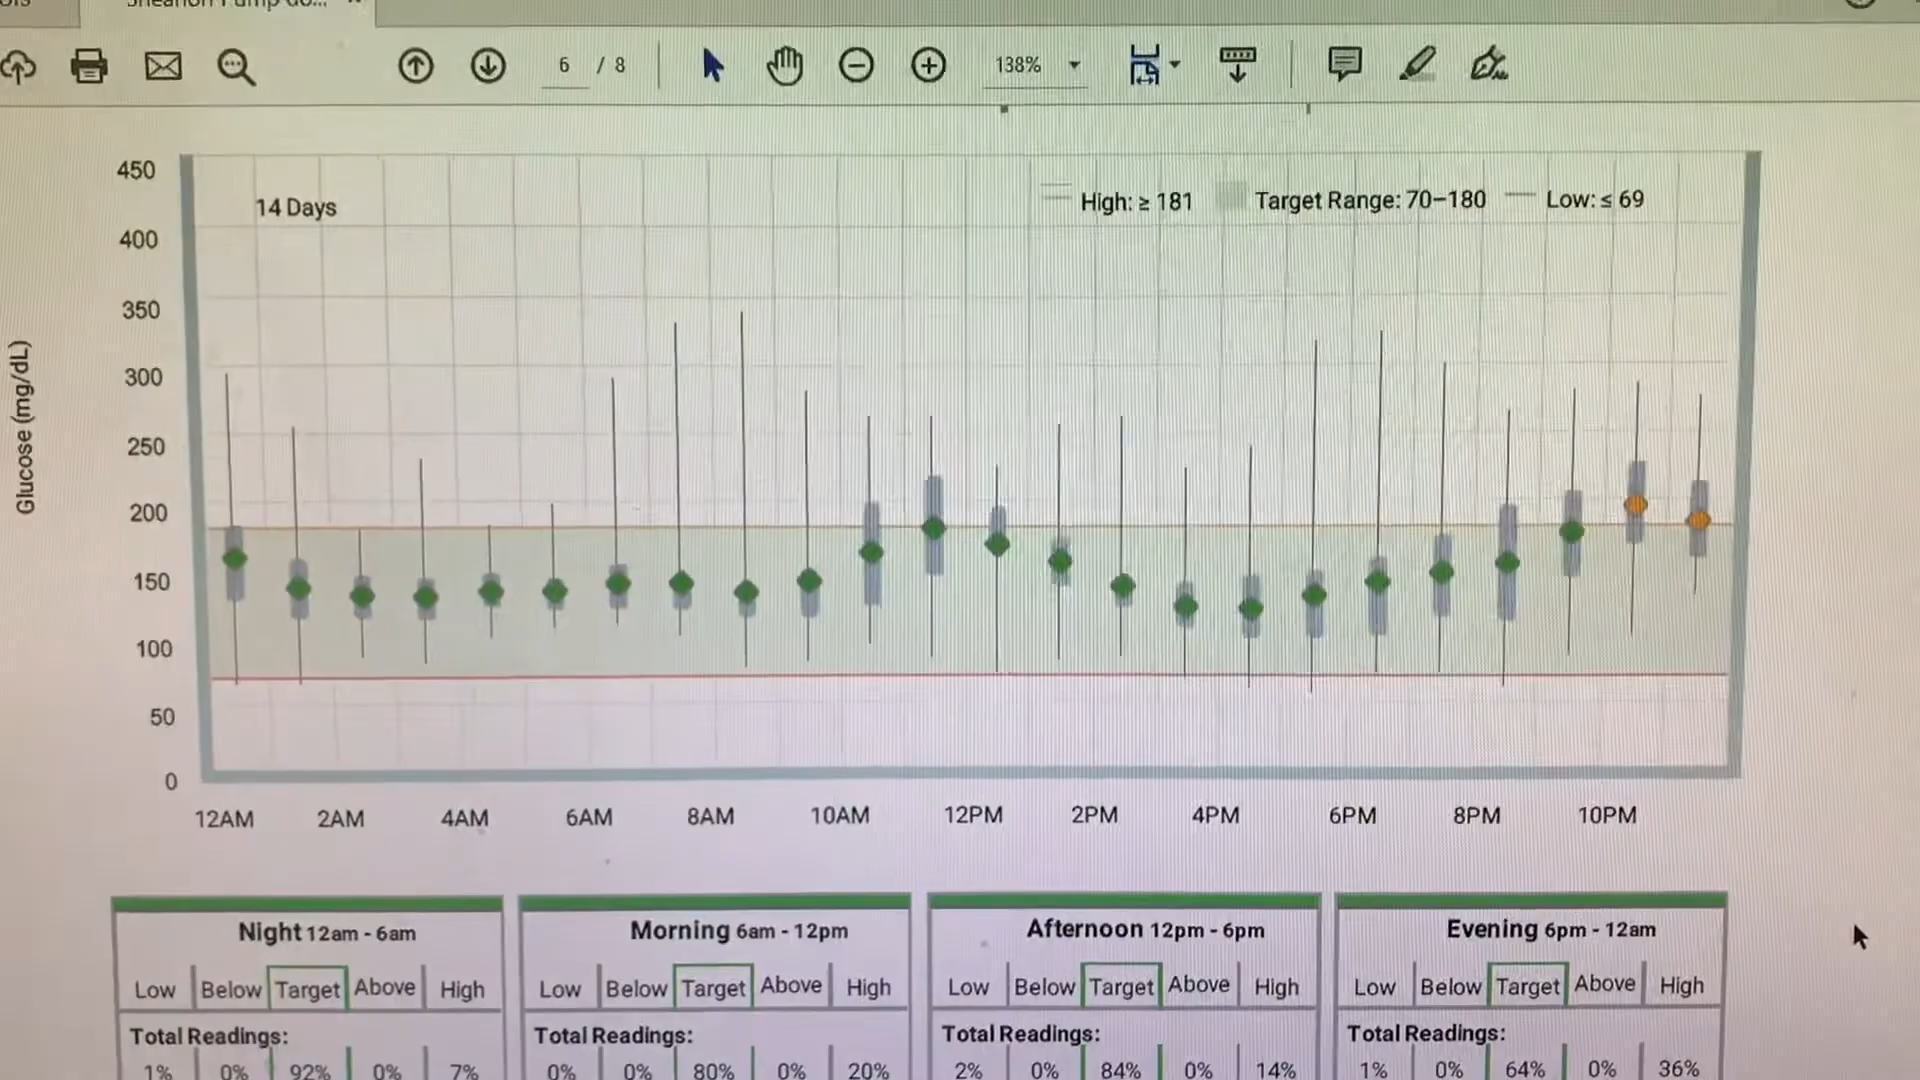 6 / 8
138%
450
400
350
300
250
200
150
100
50
0
Glucose (mg/dL)
14 Days
High: ≥ 181
Target Range: 70–180
Low: ≤ 69
12AM 2AM 4AM 6AM 8AM 10AM 12PM 2PM 4PM 6PM 8PM 10PM
Night 12am - 6am
Low Below Target Above High
Total Readings:
1% 0% 92% 0% 7%
Morning 6am - 12pm
Low Below Target Above High
Total Readings:
0% 0% 80% 0% 20%
Afternoon 12pm - 6pm
Low Below Target Above High
Total Readings:
2% 0% 84% 0% 14%
Evening 6pm - 12am
Low Below Target Above High
Total Readings:
1% 0% 64% 0% 36%